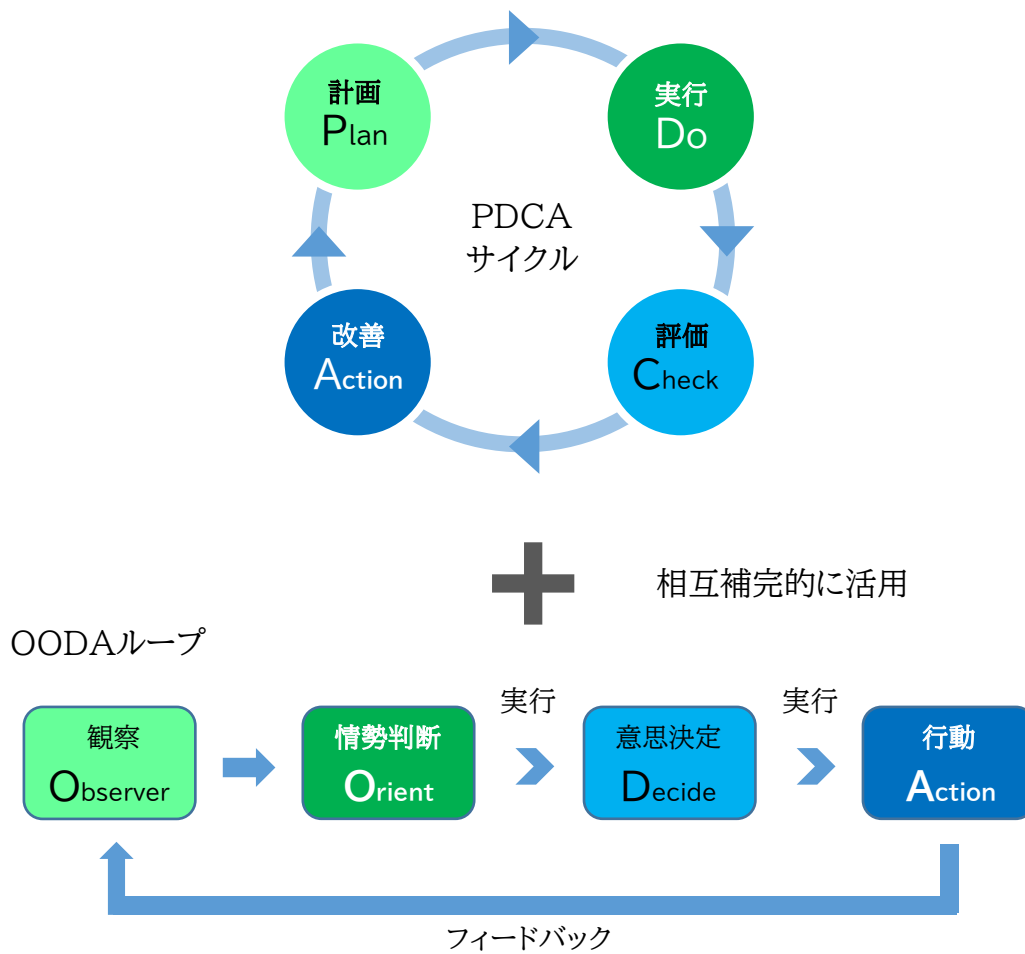 計画
Plan
実行
Do
PDCA
サイクル
改善
Action
評価
Check
相互補完的に活用
OODAループ
実行
実行
観察
Observer
情勢判断
Orient
意思決定
Decide
行動
Action
フィードバック